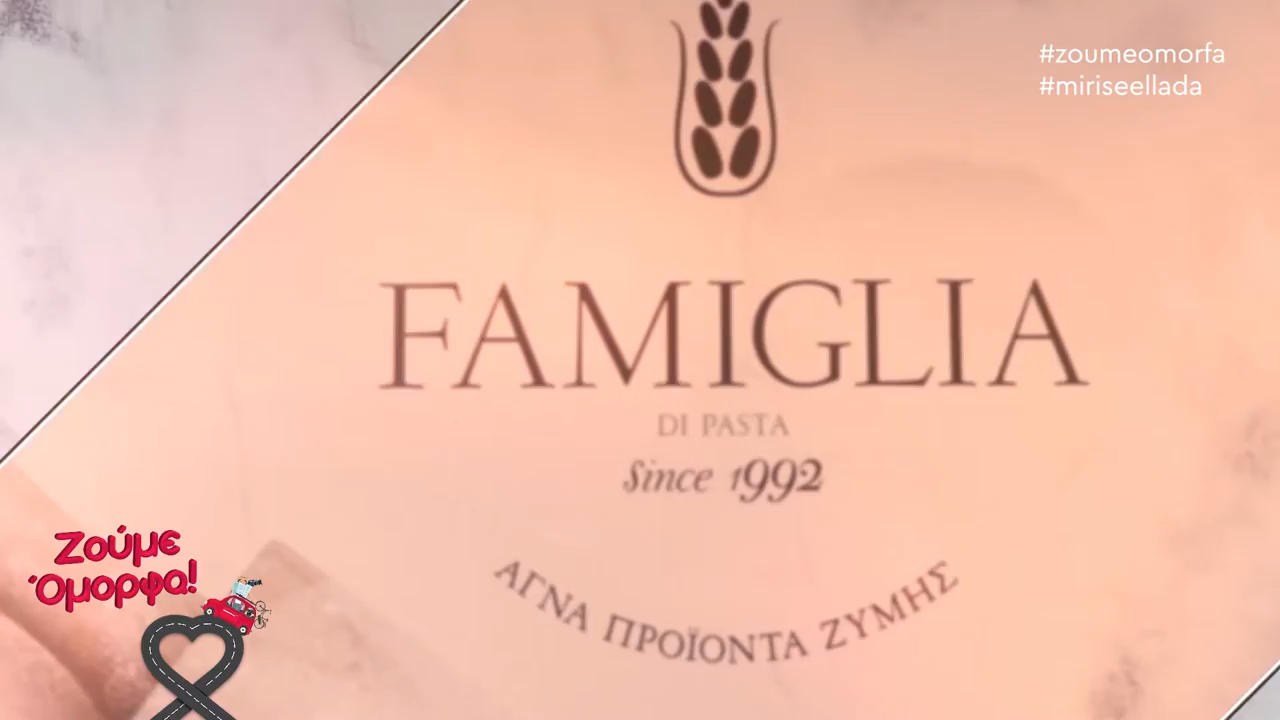 #zoumeomorfa
#miriseellada
FAMIGLIA
DI PASTA
Since 1992
ΑΓΝΑ ΠΡΟΪΟΝΤΑ ΖΥΜΗΣ
Ζούμε
Όμορφα!